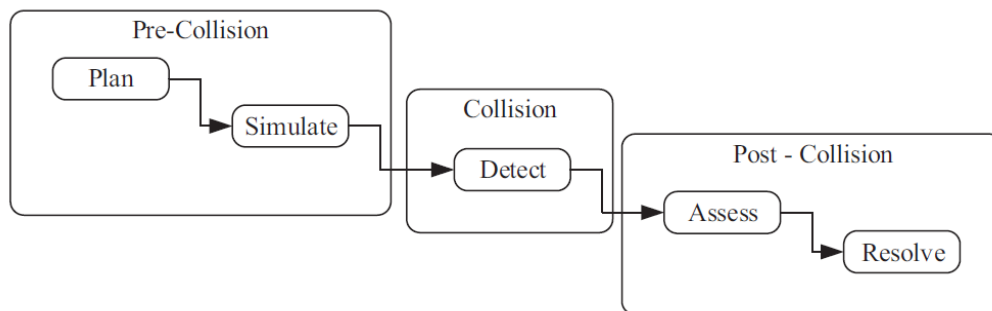 Pre-Collision
Plan
Simulate
Collision
Detect
Post - Collision
Assess
Resolve